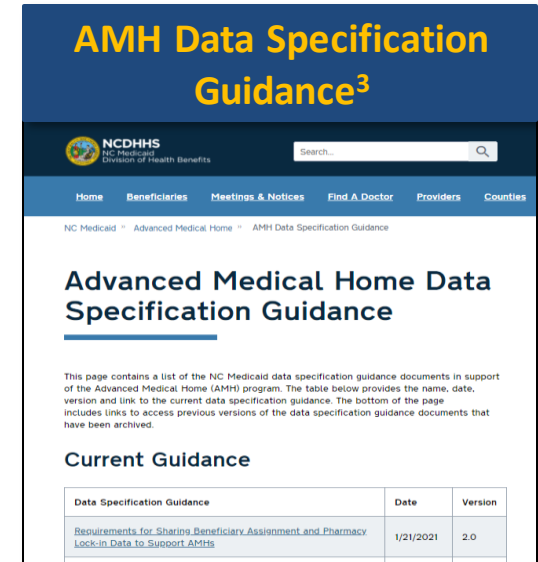 AMH Data Specification
Guidance³
NCDHHS
NC Medicaid
Division of Health Benefits
Search...
Home Beneficiaries Meetings & Notices Find A Doctor Providers Counties
NC Medicaid » Advanced Medical Home » AMH Data Specification Guidance
Advanced Medical Home Data
Specification Guidance
This page contains a list of the NC Medicaid data specification guidance documents in support
of the Advanced Medical Home (AMH) program. The table below provides the name, date,
version and link to the current data specification guidance. The bottom of the page
includes links to access previous versions of the data specification guidance documents that
have been archived.
Current Guidance
Data Specification Guidance Date Version
Requirements for Sharing Beneficiary Assignment and Pharmacy
Lock-in Data to Support AMHs 1/21/2021 2.0